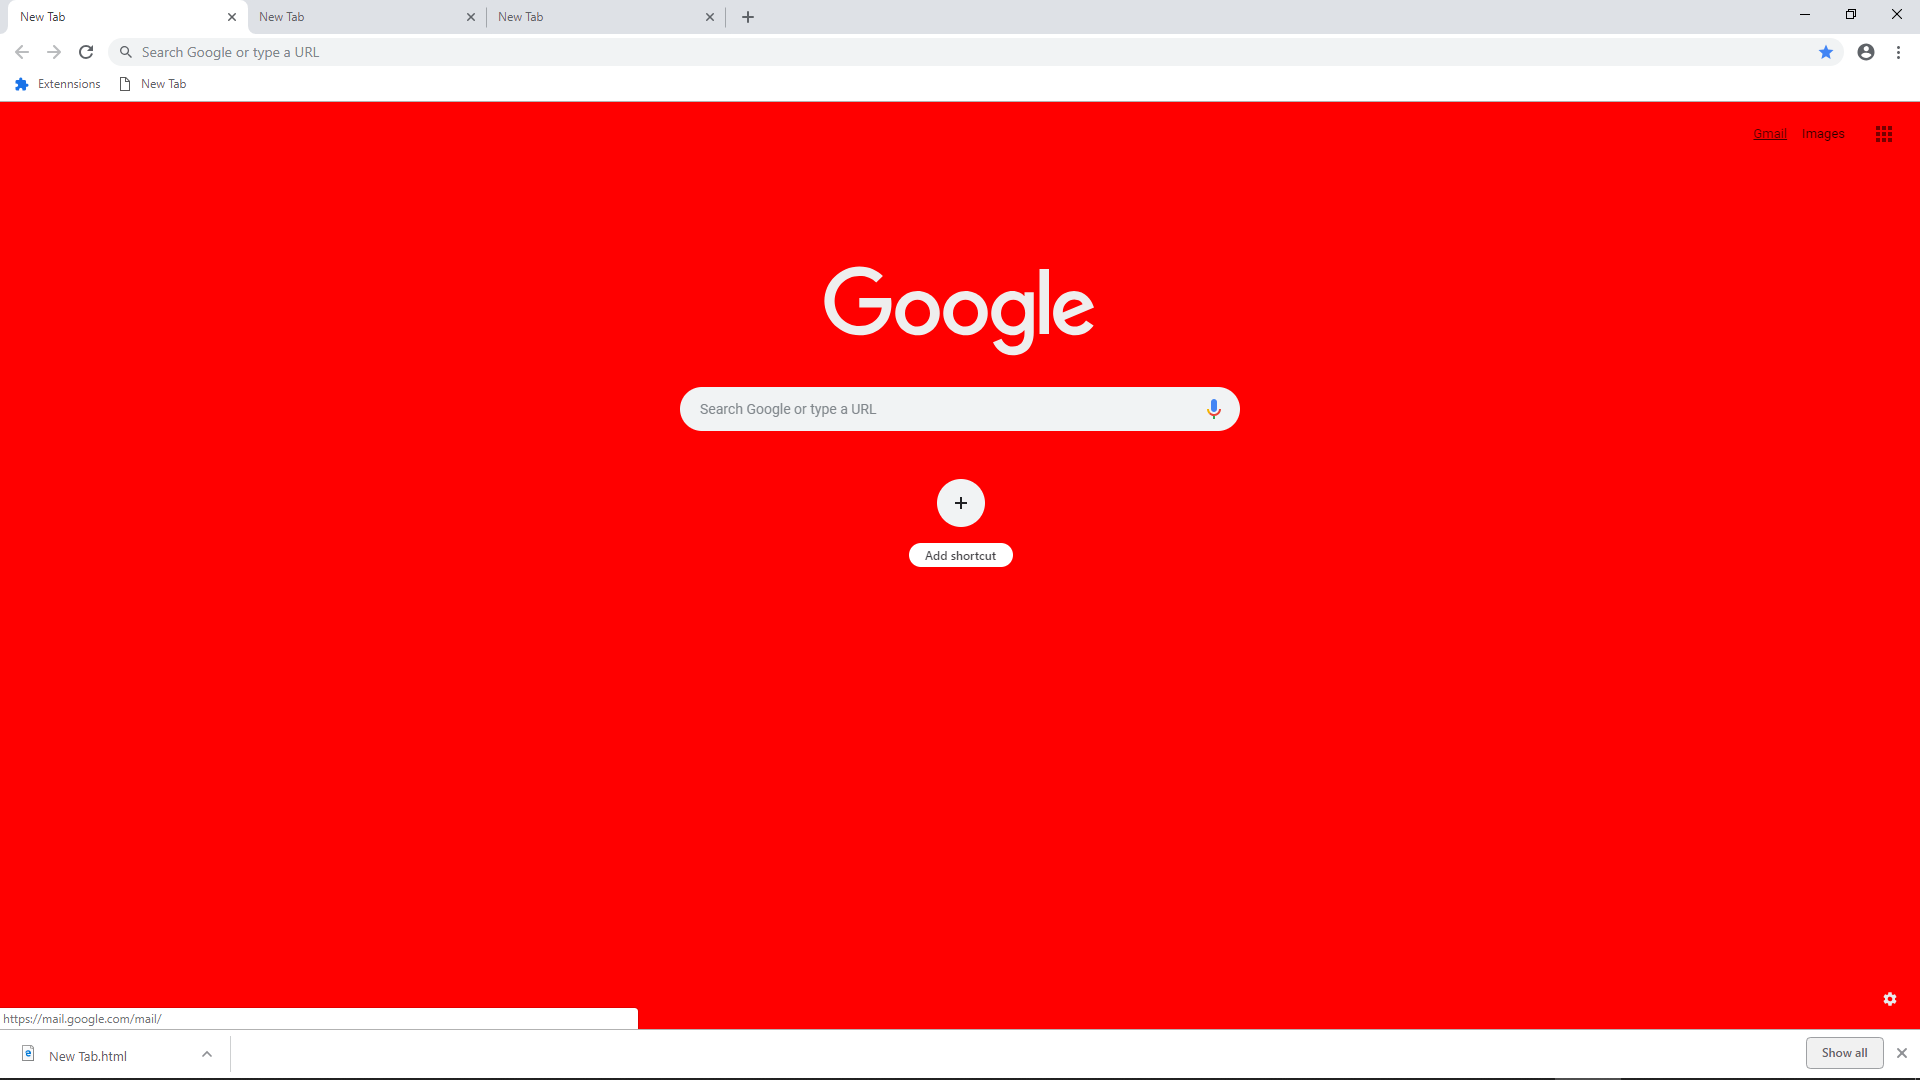 New Tab New Tab New Tab
Search Google or type a URL
Extennsions New Tab
Gmail Images
Google
Search Google or type a URL
Add shortcut
https://mail.google.com/mail/
New Tab.html Show all